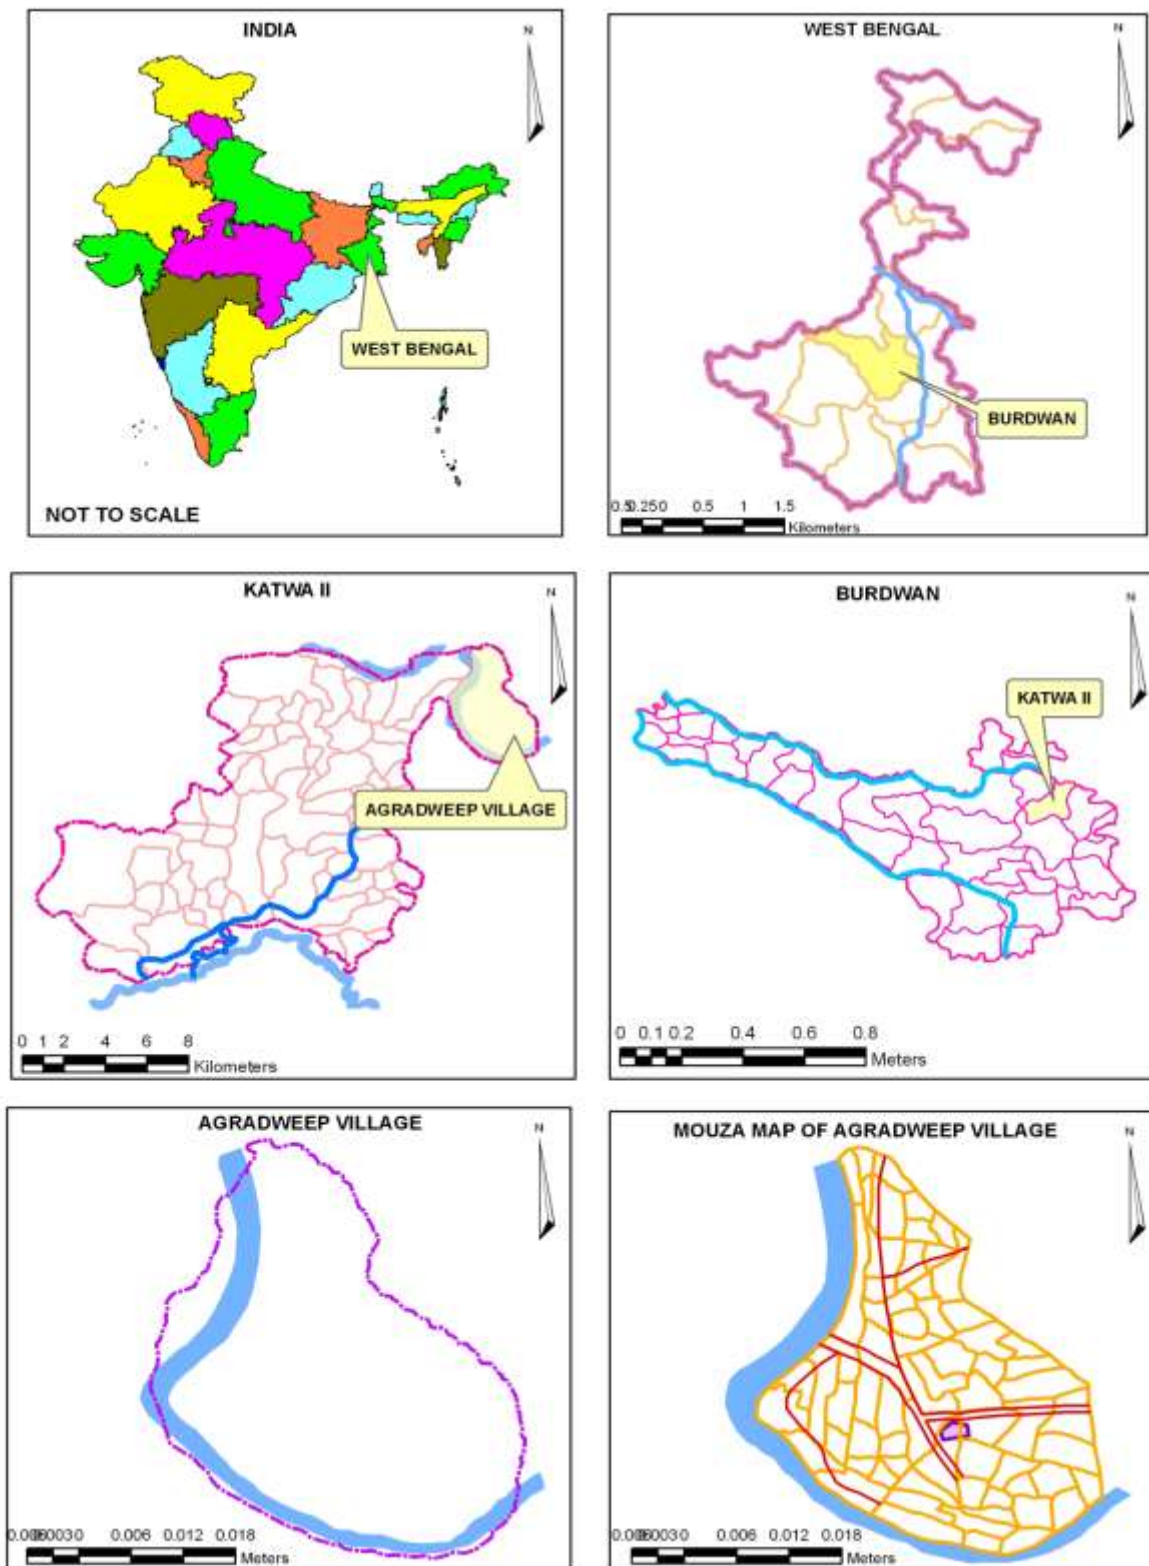 INDIA
N
WEST BENGAL
NOT TO SCALE
WEST BENGAL
N
BURDWAN
0.5 0.25 0 0.5 1 1.5
Kilometers
KATWA II
N
AGRADWEEP VILLAGE
0 1 2 4 6 8
Kilometers
BURDWAN
N
KATWA II
0 0.1 0.2 0.4 0.6 0.8
Meters
AGRADWEEP VILLAGE
N
0.006 0.012 0.018
Meters
MOUZA MAP OF AGRADWEEP VILLAGE
N
0.006 0.012 0.018
Meters